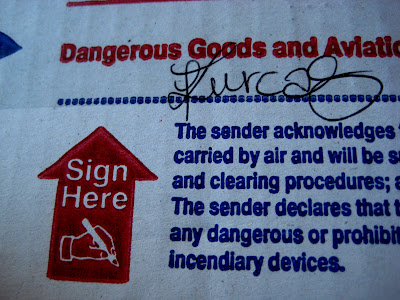 Dangerous Goods and Aviatio
The sender acknowledges
carried by air and will be s
and clearing procedures; a
The sender declares that t
any dangerous or prohibit
incendiary devices.
Sign
Here